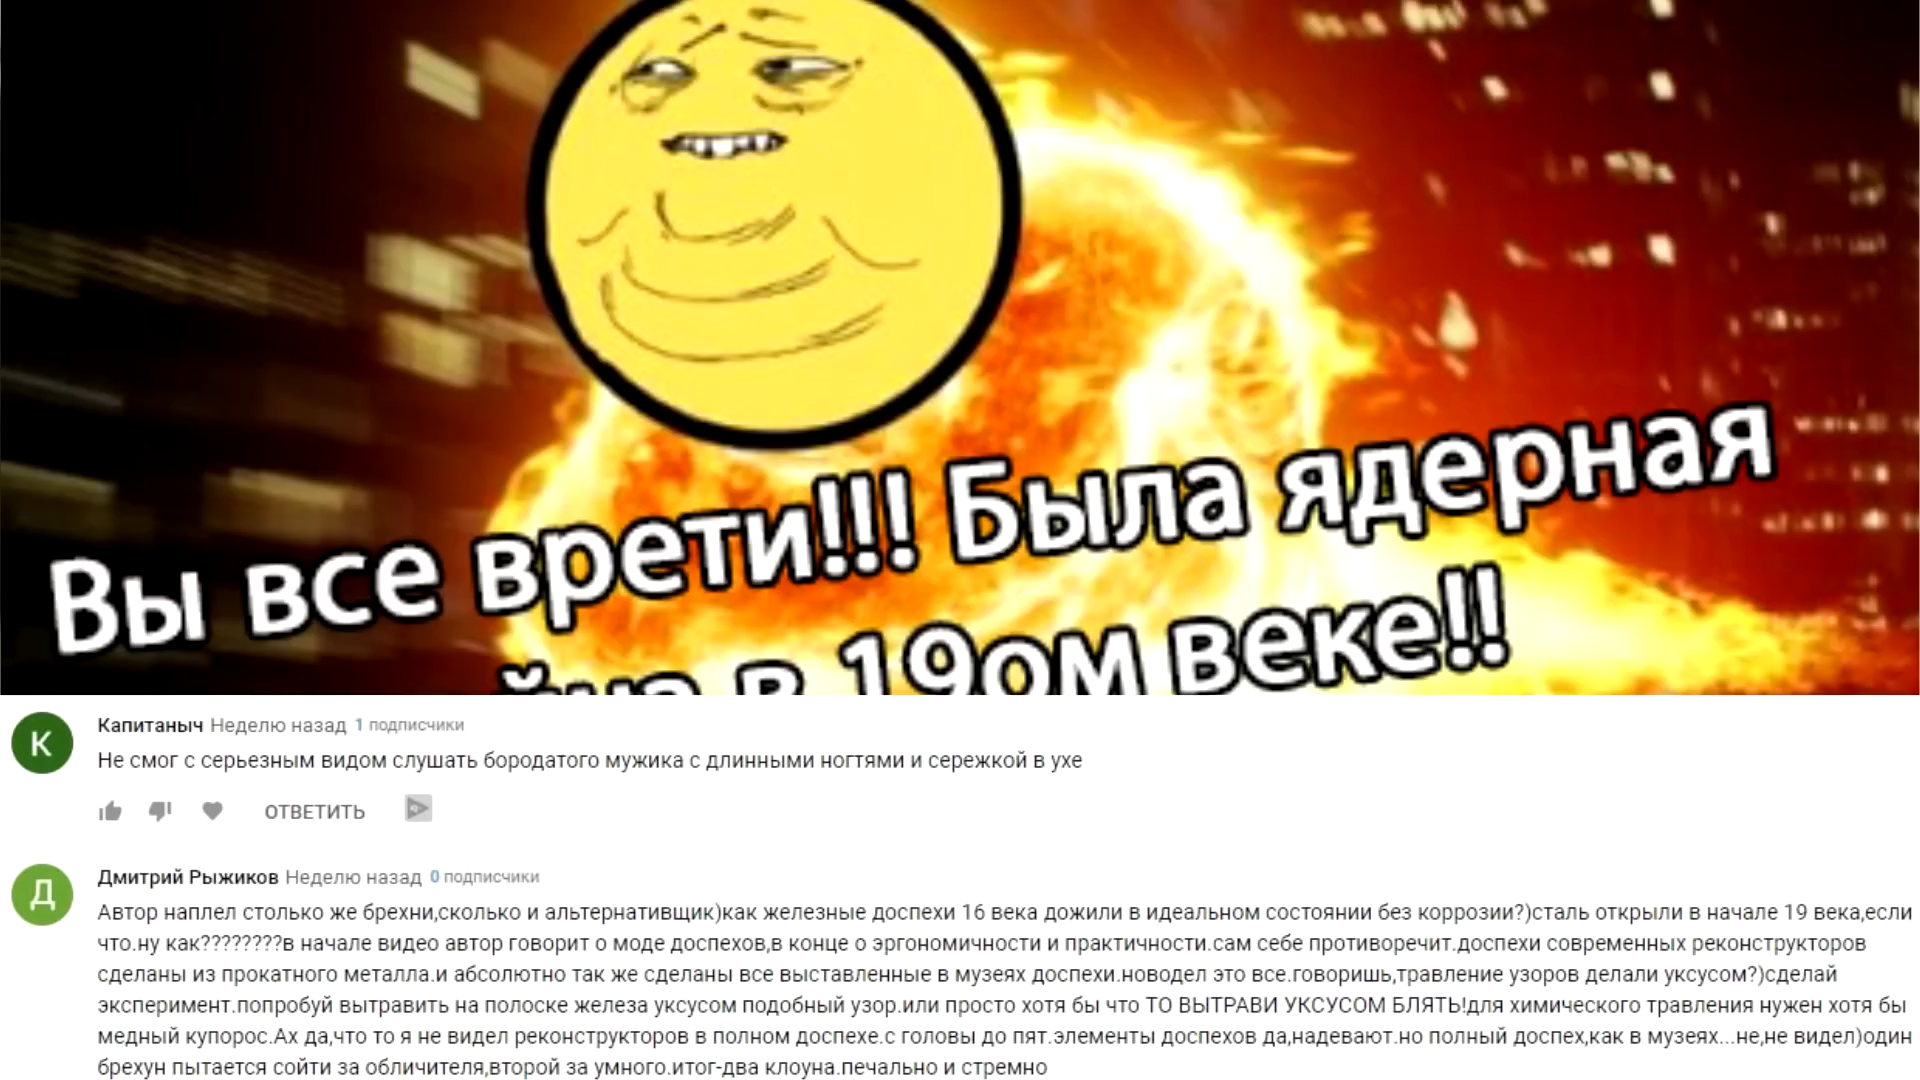 Вы все врети!!! Была ядерная
в 19ом веке!!
К
Капитаныч Неделю назад 1 подписчики
Не смог с серьезным видом слушать бородатого мужика с длинными ногтями и сережкой в ухе
ОТВЕТИТЬ
Д
Дмитрий Рыжиков Неделю назад 0 подписчики
Автор наплел столько же брехни,сколько и альтернативщик)как железные доспехи 16 века дожили в идеальном состоянии без коррозии?)сталь открыли в начале 19 века,если
что.ну как????????в начале видео автор говорит о моде доспехов,в конце о эргономичности и практичности.сам себе противоречит.доспехи современных реконструкторов
сделаны из прокатного металла.и абсолютно так же сделаны все выставленные в музеях доспехи.новодел это все.говоришь,травление узоров делали уксусом?)сделай
эксперимент.попробуй вытравить на полоске железа уксусом подобный узор.или просто хотя бы что ТО ВЫТРАВИ УКСУСОМ БЛЯТЬ!для химического травления нужен хотя бы
медный купорос.Ах да,что то я не видел реконструкторов в полном доспехе.с головы до пят.элементы доспехов да,надевают.но полный доспех,как в музеях...не,не видел)один
брехун пытается сойти за обличителя,второй за умного.итог-два клоуна.печально и стремно